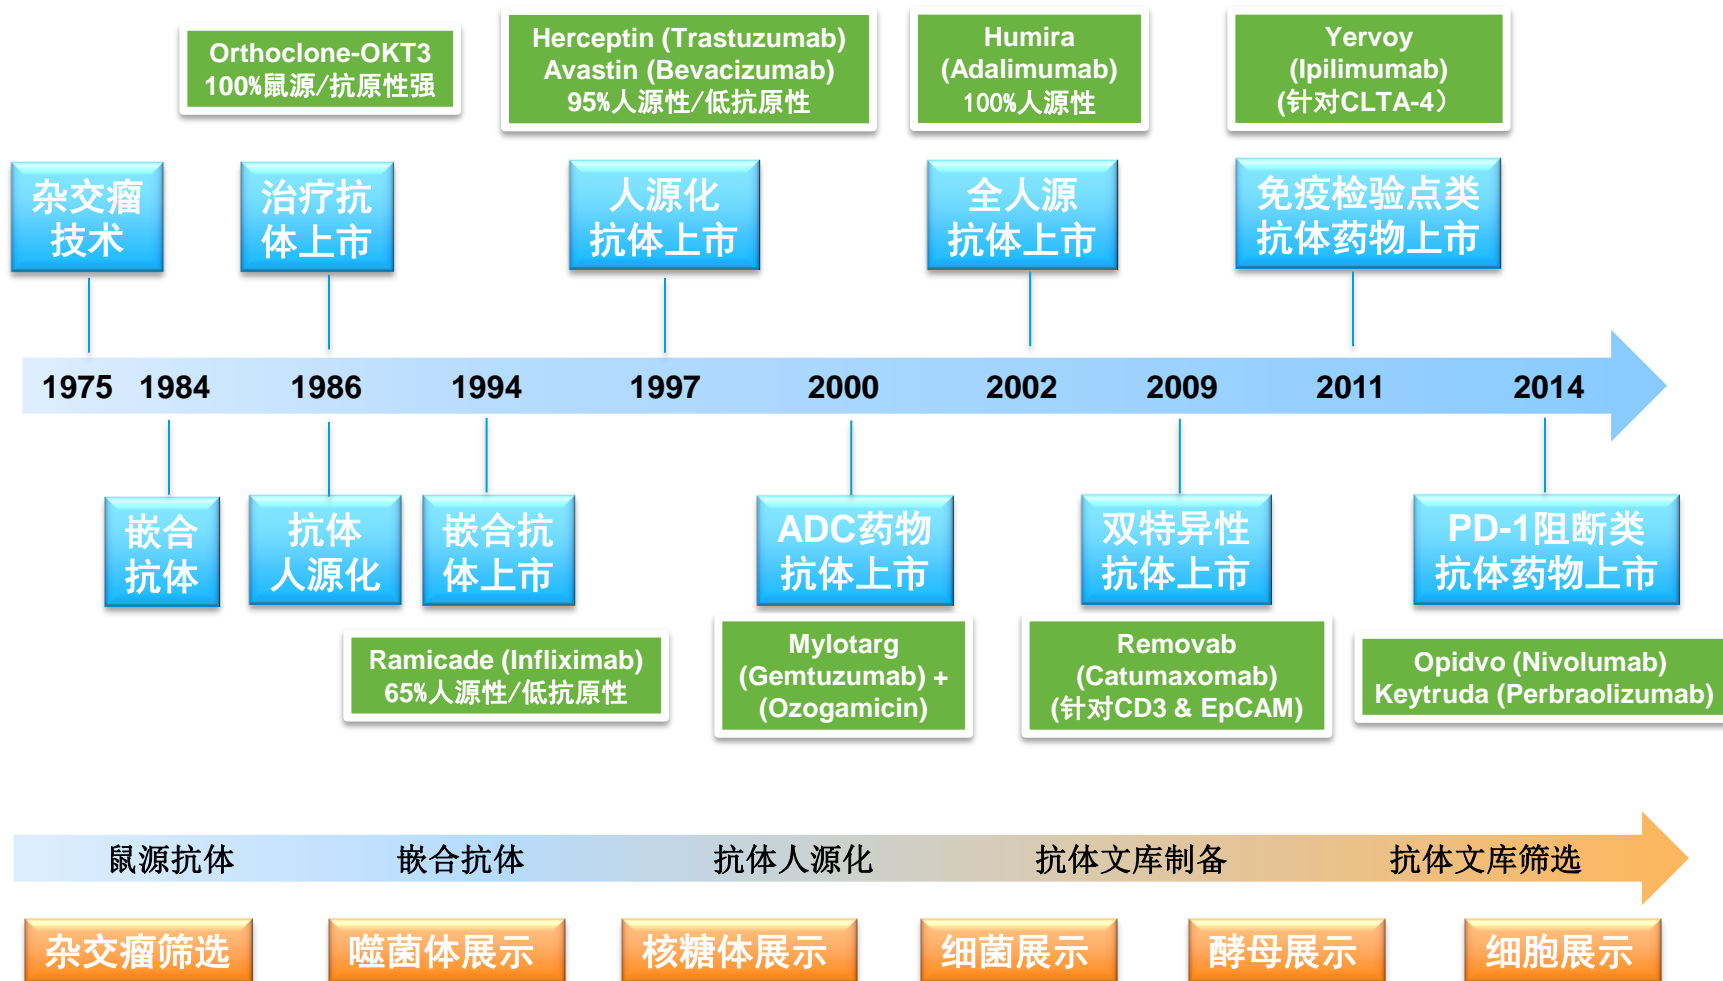 Orthoclone-OKT3
100%鼠源/抗原性强
Herceptin (Trastuzumab)
Avastin (Bevacizumab)
95%人源性/低抗原性
Humira
(Adalimumab)
100%人源性
Yervoy
(Ipilimumab)
(针对CLTA-4）
杂交瘤
技术
治疗抗
体上市
人源化
抗体上市
全人源
抗体上市
免疫检验点类
抗体药物上市
1975 1984 1986 1994 1997 2000 2002 2009 2011 2014
嵌合
抗体
抗体
人源化
嵌合抗
体上市
ADC药物
抗体上市
双特异性
抗体上市
PD-1阻断类
抗体药物上市
Ramicade (Infliximab)
65%人源性/低抗原性
Mylotarg
(Gemtuzumab) +
(Ozogamicin)
Removab
(Catumaxomab)
(针对CD3 & EpCAM)
Opidvo (Nivolumab)
Keytruda (Perbraolizumab)
鼠源抗体 嵌合抗体 抗体人源化 抗体文库制备 抗体文库筛选
杂交瘤筛选 噬菌体展示 核糖体展示 细菌展示 酵母展示 细胞展示